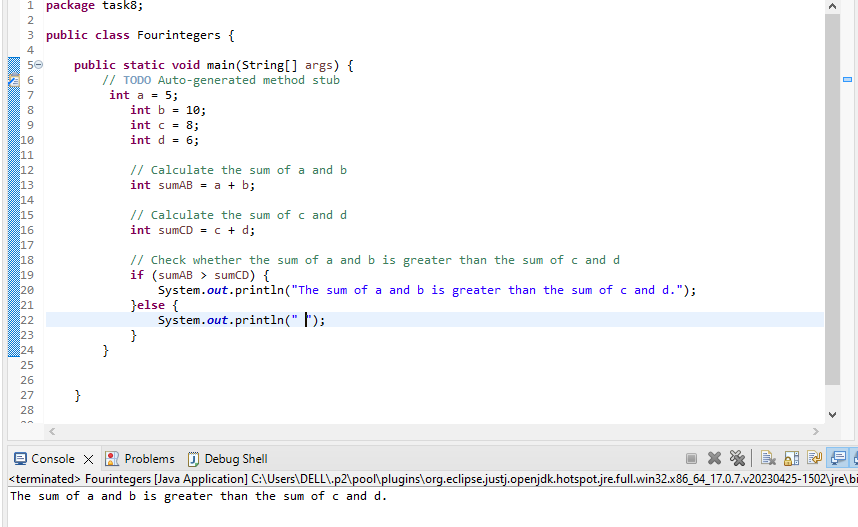 1 package task8;
2
3 public class Fourintegers {
4
5 public static void main(String[] args) {
6 // TODO Auto-generated method stub
7 int a = 5;
8 int b = 10;
9 int c = 8;
10 int d = 6;
11
12 // Calculate the sum of a and b
13 int sumAB = a + b;
14
15 // Calculate the sum of c and d
16 int sumCD = c + d;
17
18 // Check whether the sum of a and b is greater than the sum of c and d
19 if (sumAB > sumCD) {
20 System.out.println("The sum of a and b is greater than the sum of c and d.");
21 }else {
22 System.out.println(" ");
23 }
24 }
25
26
27 }
28
Console Problems Debug Shell
<terminated> Fourintegers [Java Application] C:\Users\DELL\.p2\pool\plugins\org.eclipse.justj.openjdk.hotspot.jre.full.win32.x86_64_17.0.7.v20230425-1502\jre\bi
The sum of a and b is greater than the sum of c and d.